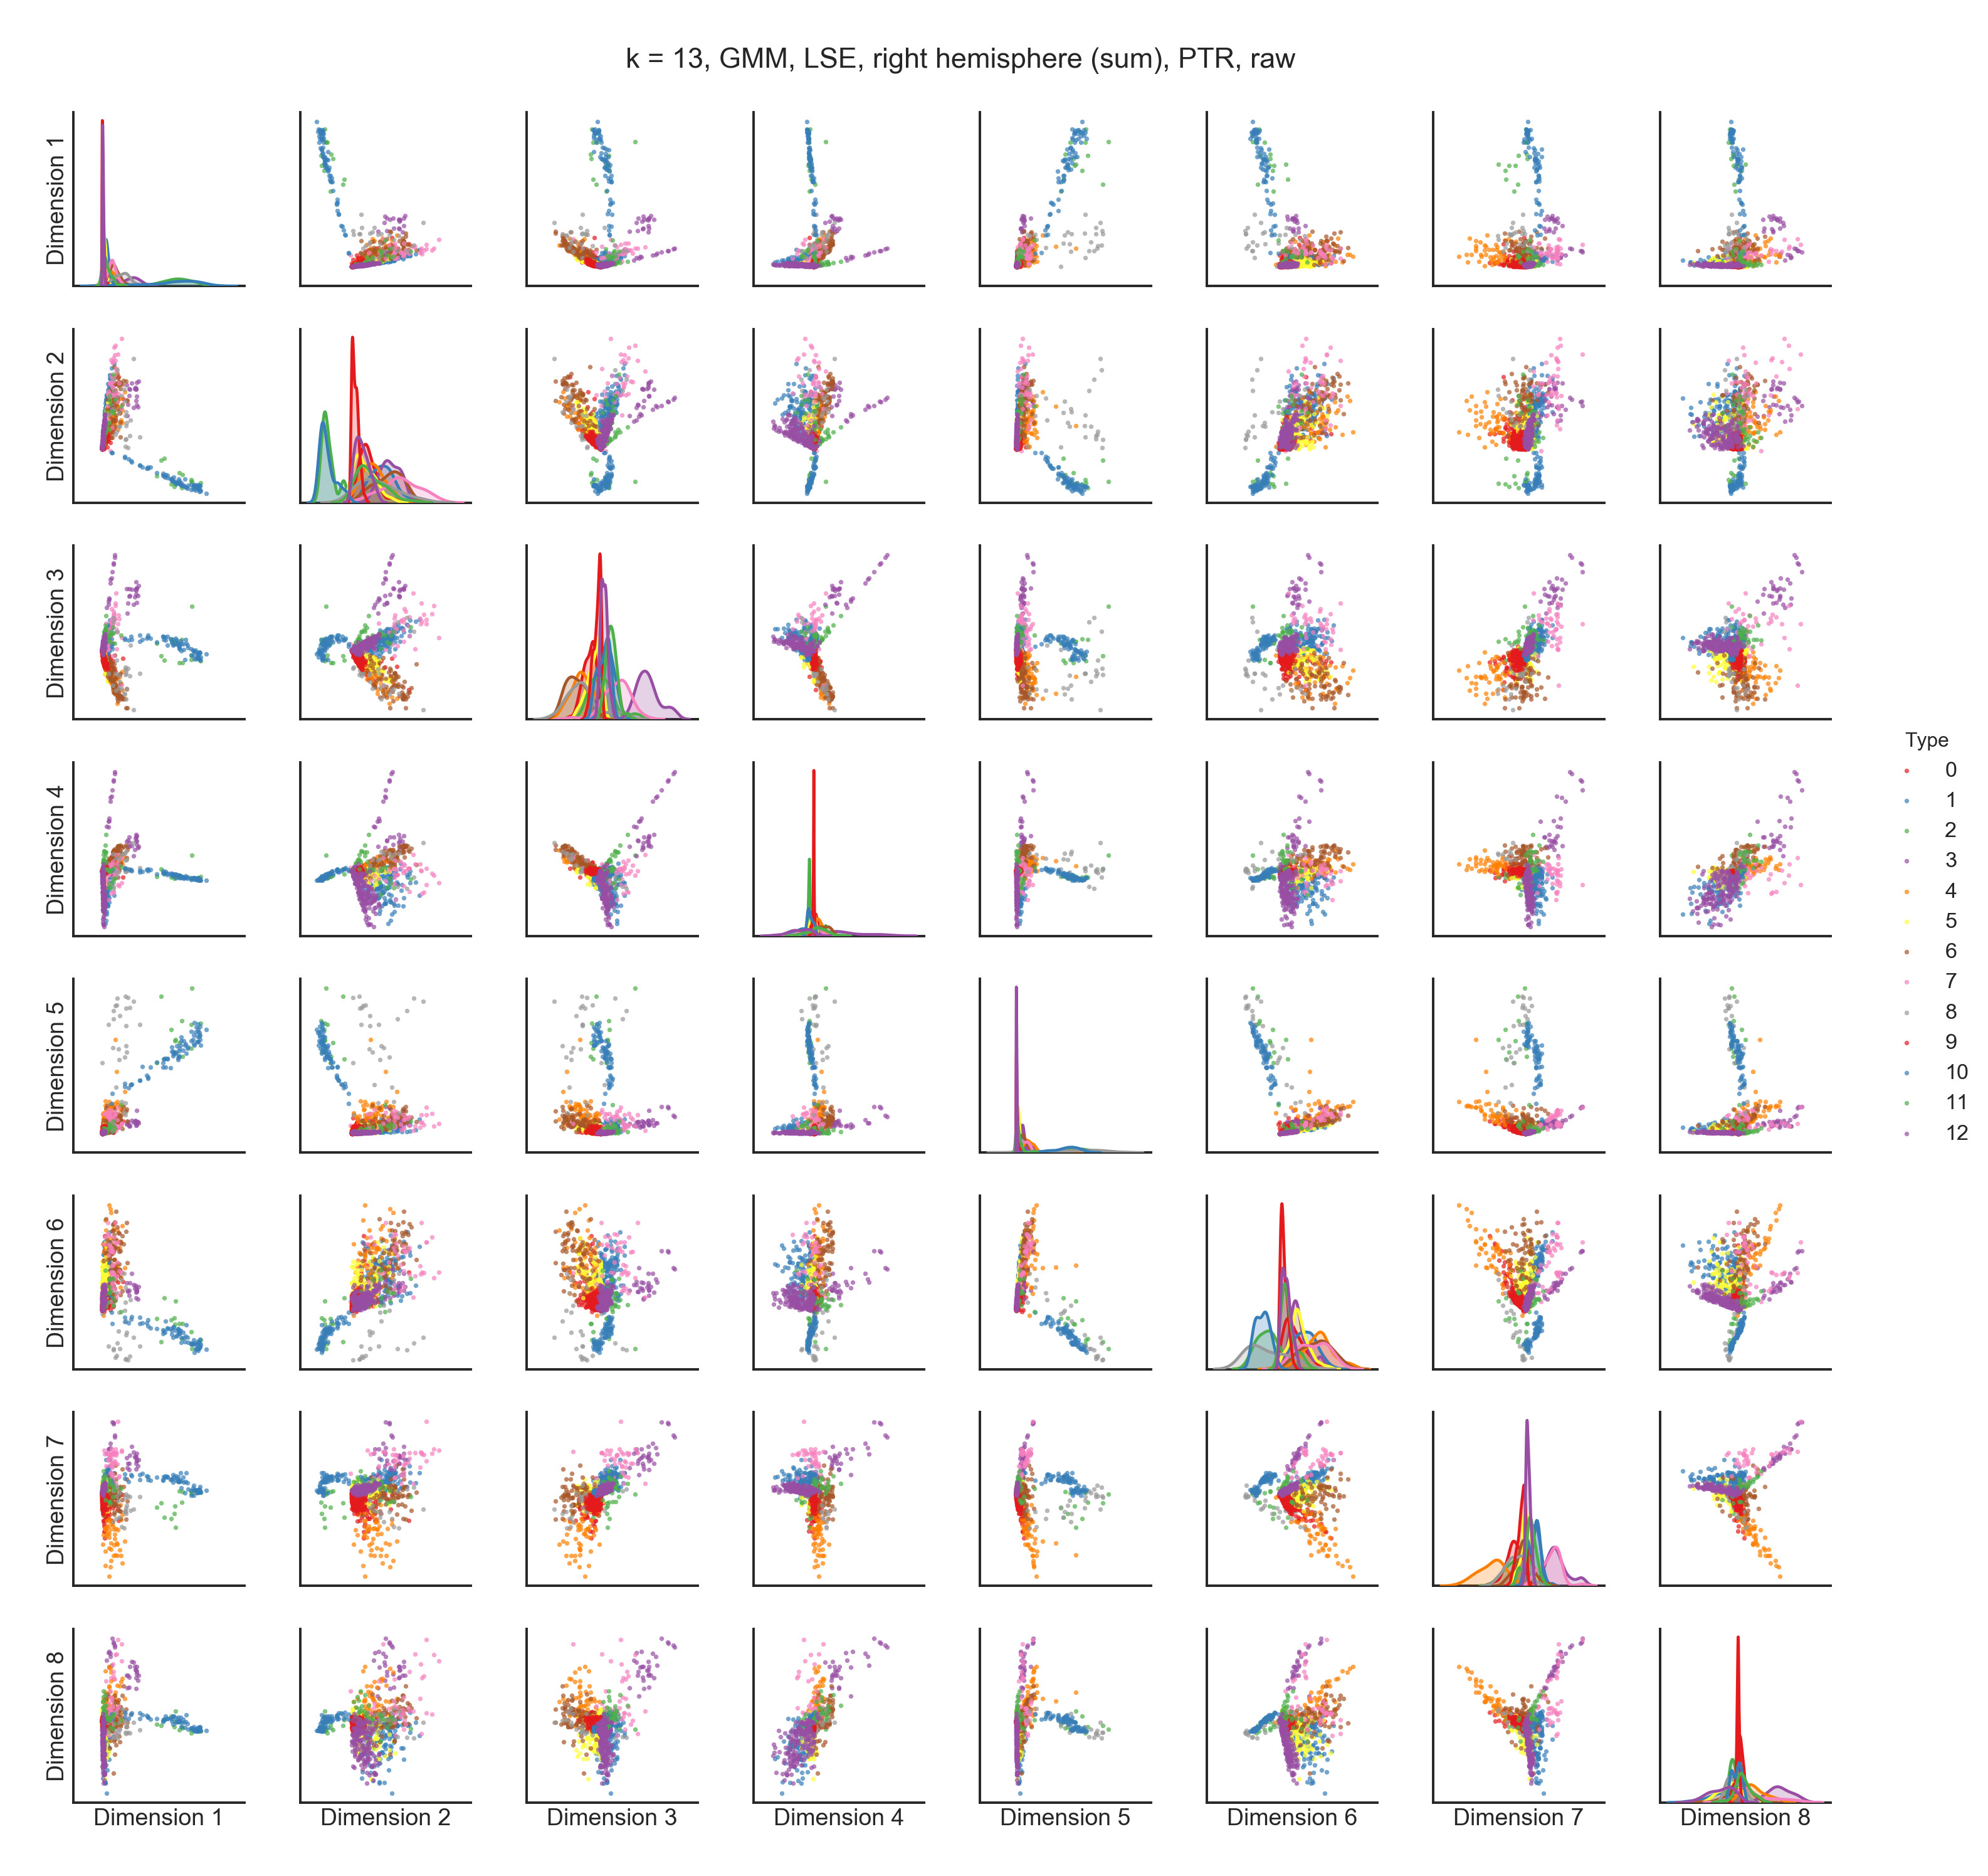 k = 13, GMM, LSE, right hemisphere (sum), PTR, raw
Dimension 1
Dimension 2
Dimension 3
Dimension 4
Dimension 5
Dimension 6
Dimension 7
Dimension 8
Type
0
1
2
3
4
5
6
7
8
9
10
11
12
Dimension 1
Dimension 2
Dimension 3
Dimension 4
Dimension 5
Dimension 6
Dimension 7
Dimension 8